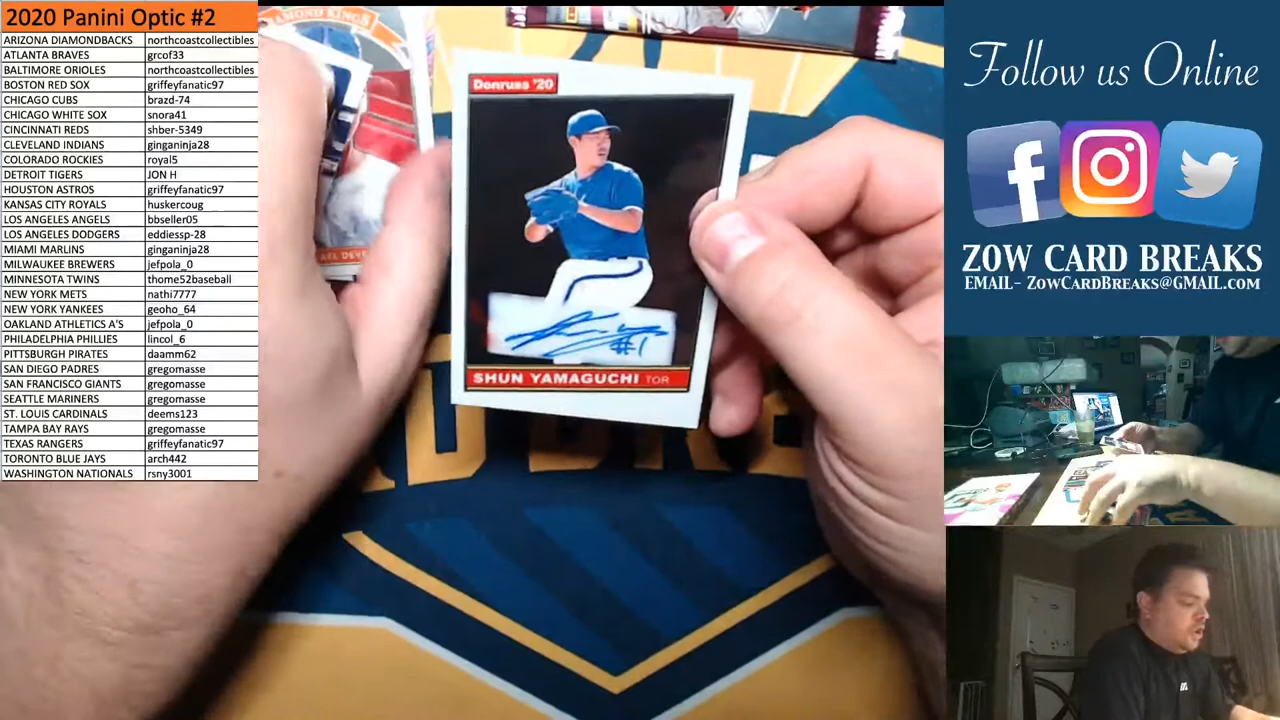 2020 Panini Optic #2
ARIZONA DIAMONDBACKS northcoastcollectibles
ATLANTA BRAVES grcof33
BALTIMORE ORIOLES northcoastcollectibles
BOSTON RED SOX griffeyfanatic97
CHICAGO CUBS brazd-74
CHICAGO WHITE SOX snora41
CINCINNATI REDS shber-5349
CLEVELAND INDIANS ginganinja28
COLORADO ROCKIES royal5
DETROIT TIGERS JON H
HOUSTON ASTROS griffeyfanatic97
KANSAS CITY ROYALS huskercoug
LOS ANGELES ANGELS bbseller05
LOS ANGELES DODGERS eddiessp-28
MIAMI MARLINS ginganinja28
MILWAUKEE BREWERS jefpola_0
MINNESOTA TWINS thome52baseball
NEW YORK METS nathi7777
NEW YORK YANKEES geoho_64
OAKLAND ATHLETICS A'S jefpola_0
PHILADELPHIA PHILLIES lincol_6
PITTSBURGH PIRATES daamm62
SAN DIEGO PADRES gregomasse
SAN FRANCISCO GIANTS gregomasse
SEATTLE MARINERS gregomasse
ST. LOUIS CARDINALS deems123
TAMPA BAY RAYS gregomasse
TEXAS RANGERS griffeyfanatic97
TORONTO BLUE JAYS arch442
WASHINGTON NATIONALS rsny3001
Donruss '20
#1
SHUN YAMAGUCHI TOR
Follow us Online
ZOW CARD BREAKS
EMAIL- ZowCardBreaks@GMAIL.com